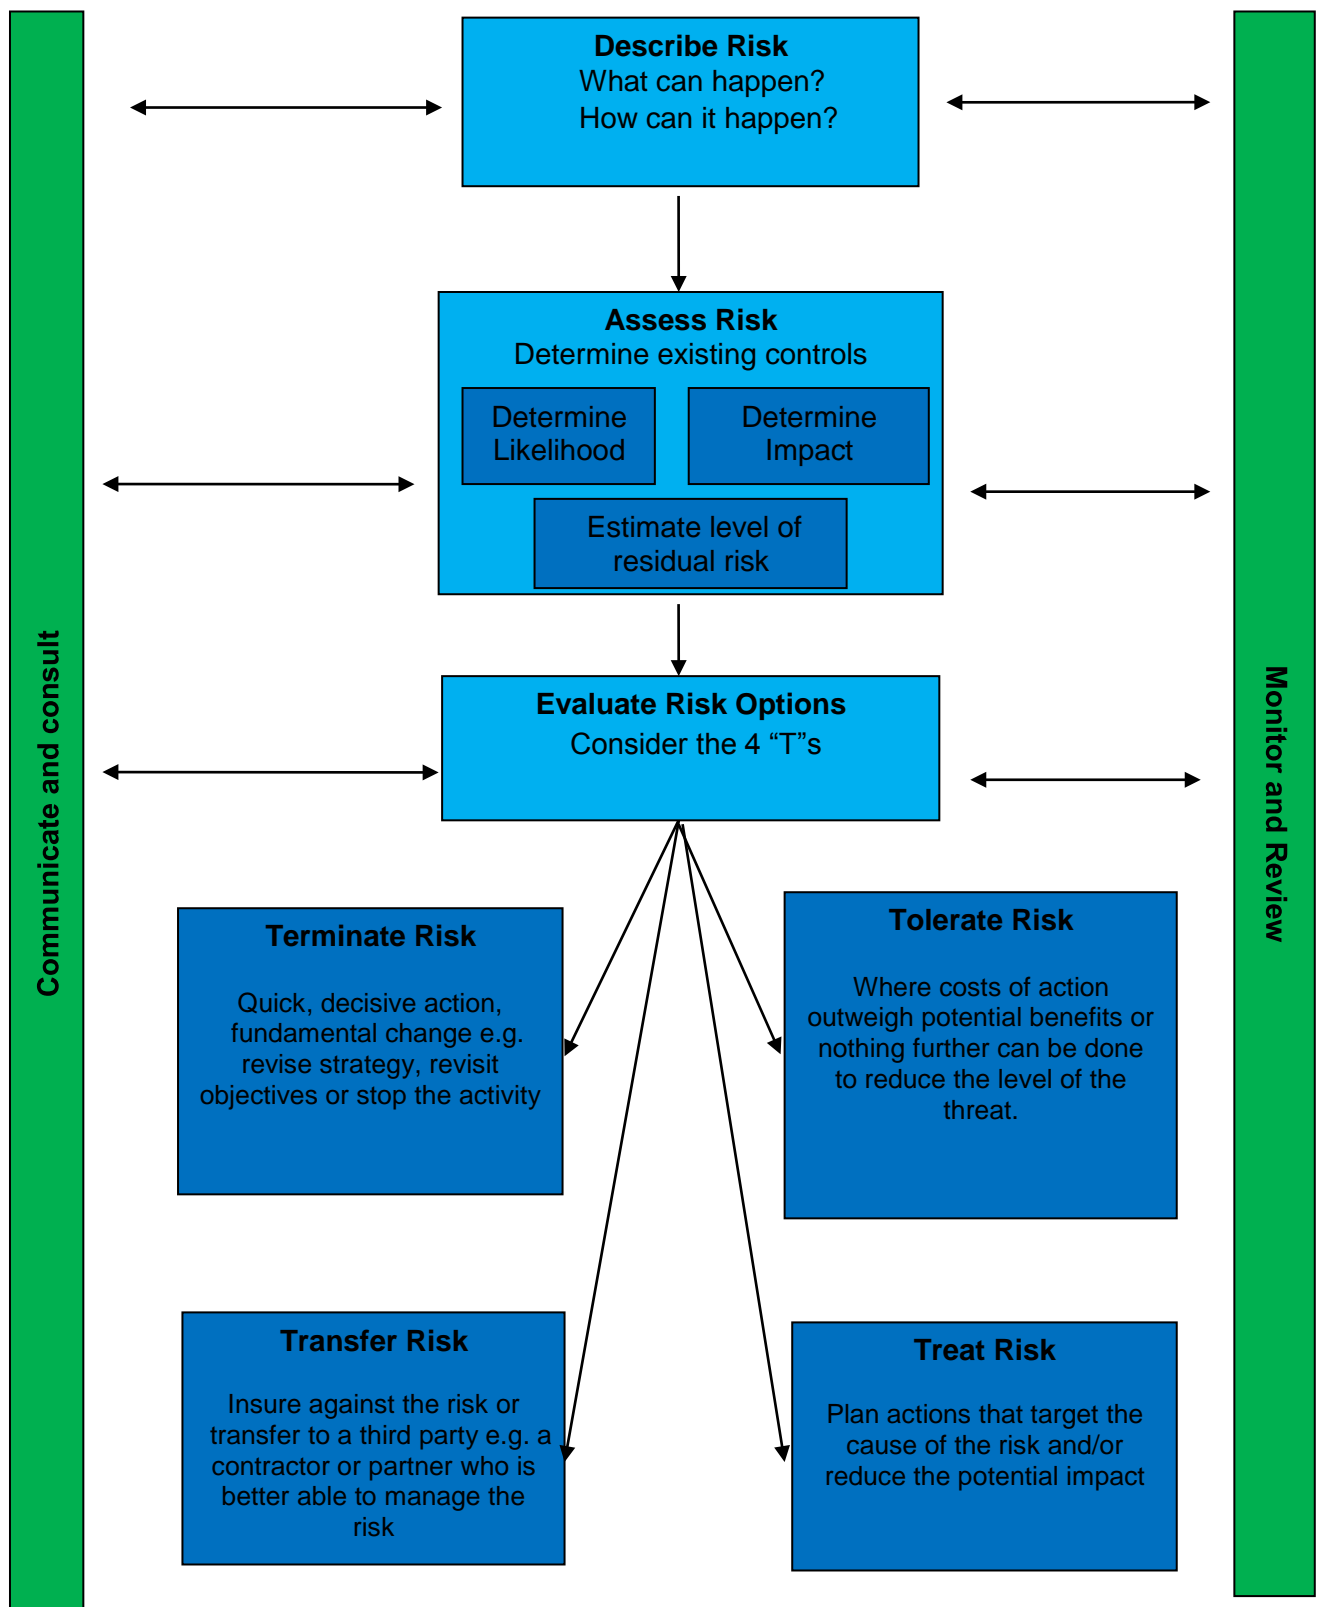 Communicate and consult
Describe Risk
What can happen?
How can it happen?
Assess Risk
Determine existing controls
Determine
Likelihood
Determine
Impact
Estimate level of
residual risk
Evaluate Risk Options
Consider the 4 “T”s
Terminate Risk
Quick, decisive action,
fundamental change e.g.
revise strategy, revisit
objectives or stop the activity
Tolerate Risk
Where costs of action
outweigh potential benefits or
nothing further can be done
to reduce the level of the
threat.
Transfer Risk
Insure against the risk or
transfer to a third party e.g. a
contractor or partner who is
better able to manage the
risk
Treat Risk
Plan actions that target the
cause of the risk and/or
reduce the potential impact
Monitor and Review